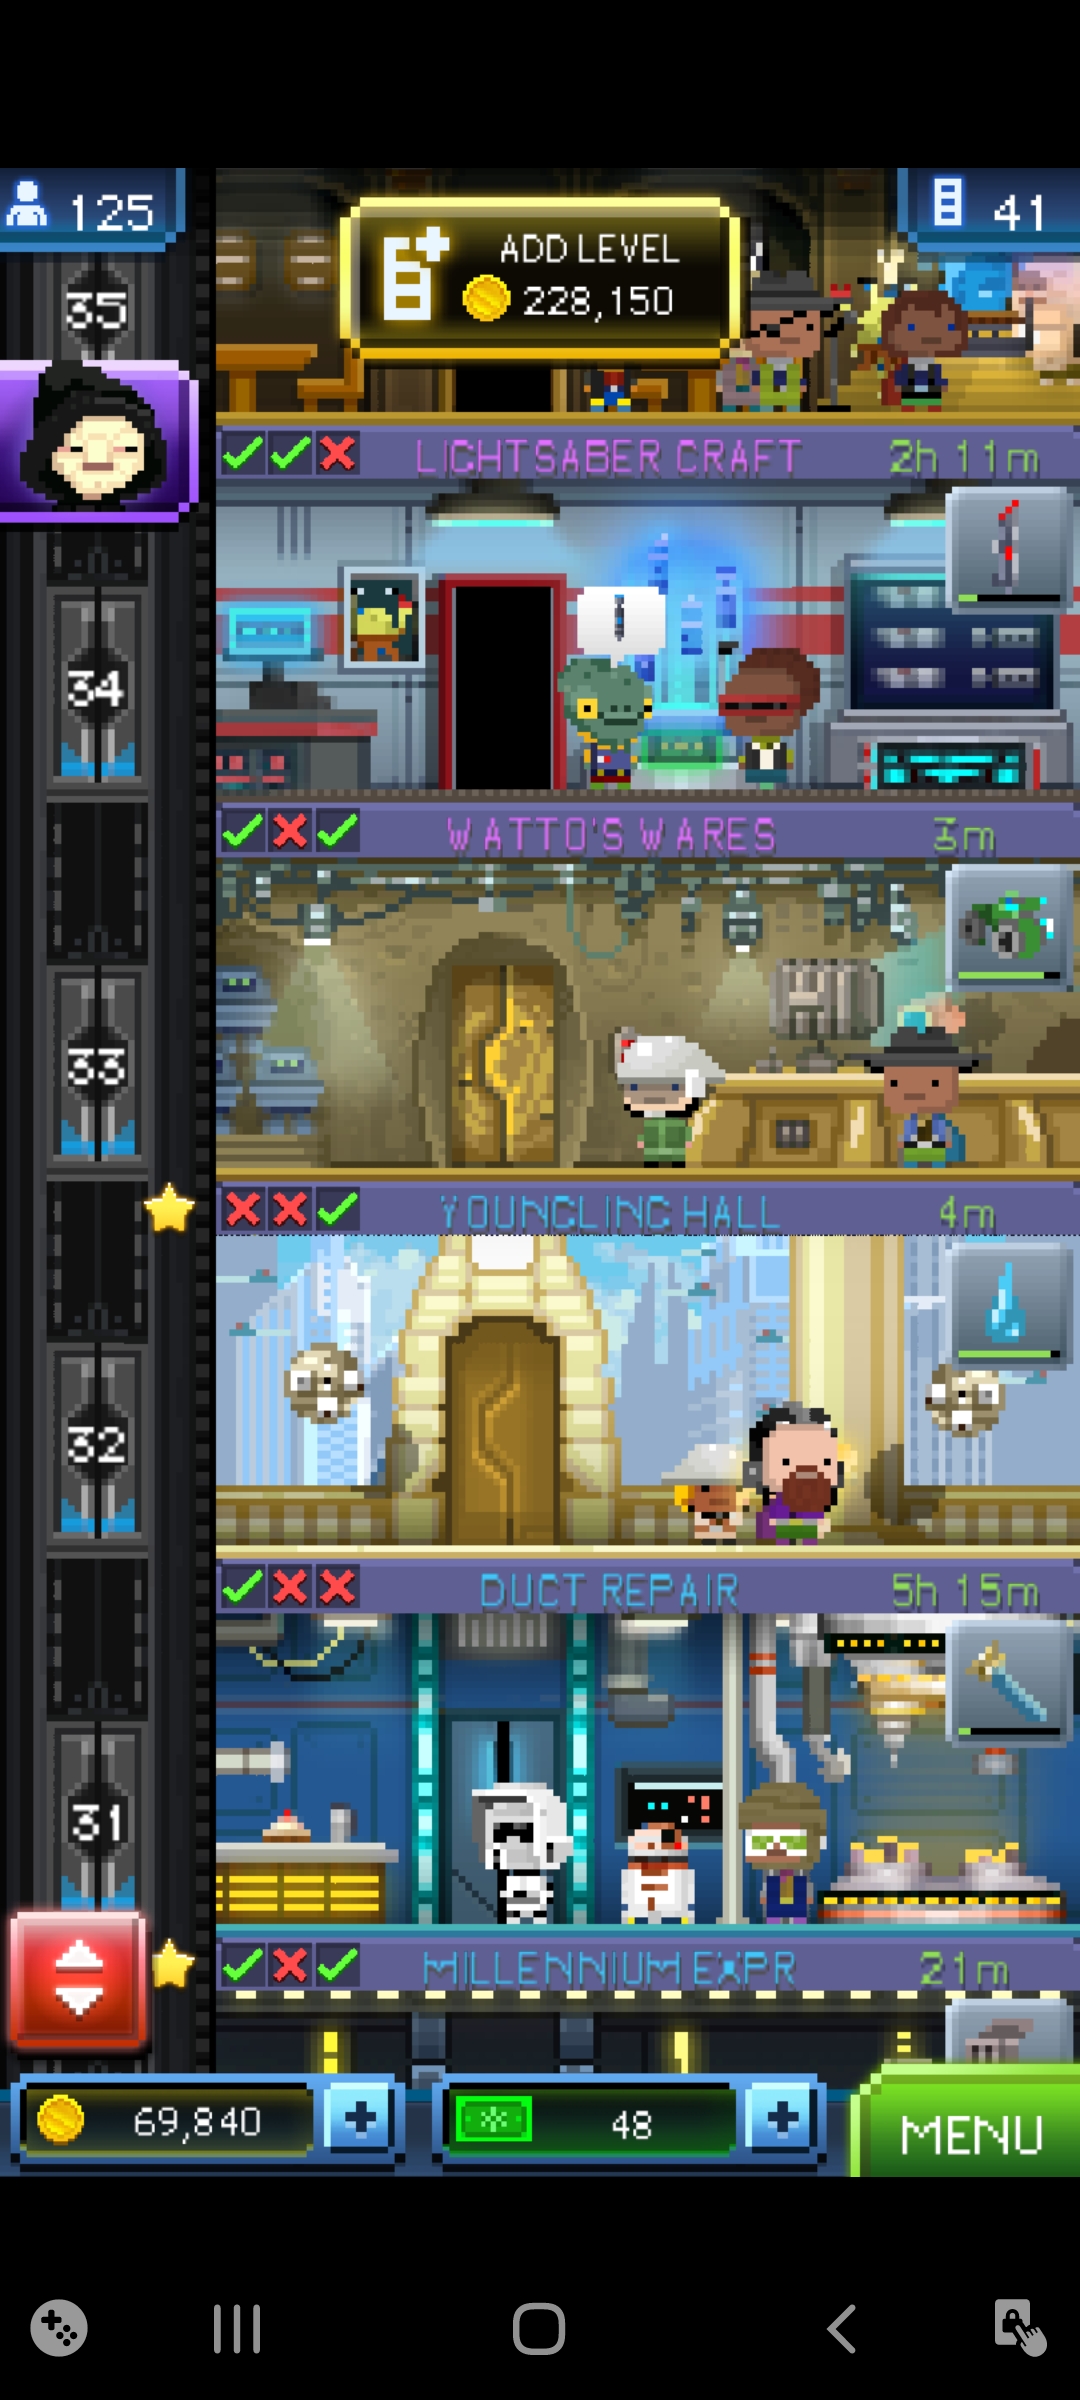 125
ADD LEVEL
228,150
41
35
LIGHTSABER CRAFT 2h 11m
34
WATTO'S WARES 3m
33
YOUNGLING HALL 4m
32
DUCT REPAIR 5h 15m
31
MILLENNIUM EXPR 21m
69,840 +
48 +
MENU